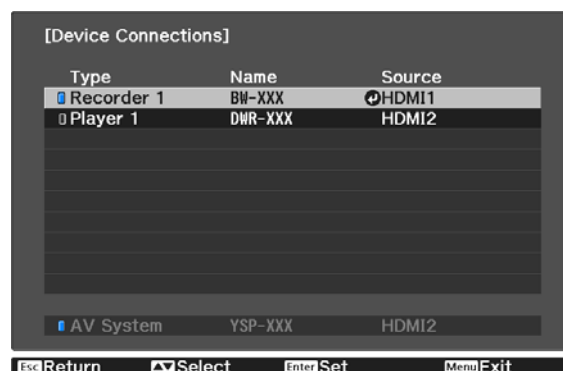 [Device Connections]
Type Name Source
Recorder 1 BW-XXX HDMI1
Player 1 DWR-XXX HDMI2
AV System YSP-XXX HDMI2
Esc Return Select Enter Set Menu Exit